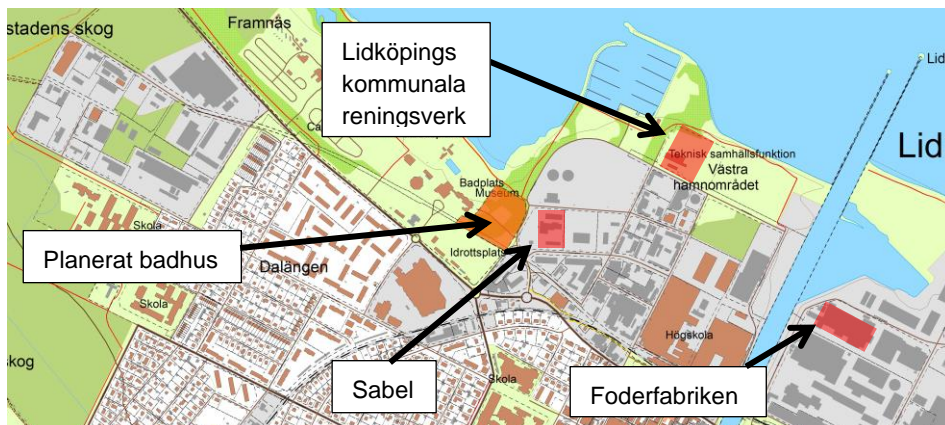 stadens skog
Framnäs
Lidköpings
kommunala
reningsverk
Lid
Teknisk samhällsfunktion
Västra
hamnområdet
Lid
Badplats
Museum
Skola
Planerat badhus
Idrottsplats
Dalängen
Skola
Högskola
skog
Skola
Sabel
Foderfabriken